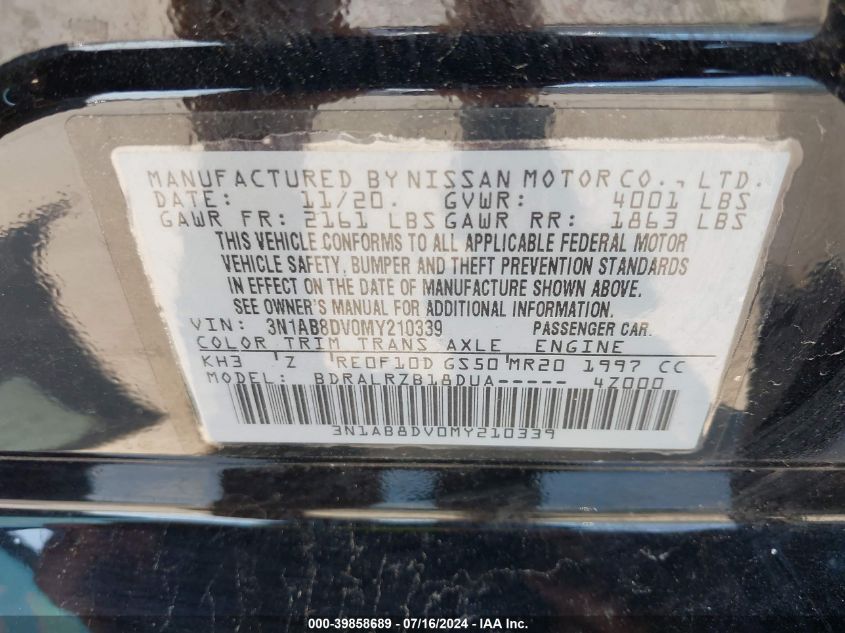 MANUFACTURED BY NISSAN MOTOR CO., LTD.
DATE: 11/20. GVWR: 4001 LBS
GAWR FR: 2161 LBS GAWR RR: 1863 LBS
THIS VEHICLE CONFORMS TO ALL APPLICABLE FEDERAL MOTOR
VEHICLE SAFETY, BUMPER AND THEFT PREVENTION STANDARDS
IN EFFECT ON THE DATE OF MANUFACTURE SHOWN ABOVE.
SEE OWNER'S MANUAL FOR ADDITIONAL INFORMATION.
VIN: 3N1AB8DV0MY210339 PASSENGER CAR.
COLOR TRIM TRANS AXLE ENGINE
KH3 Z RE0F10D GS50 MR20 1997 CC
MODEL: BDRALRZB18DUA----- 4Z000
3N1AB8DV0MY210339
000-39858689 - 07/16/2024 - IAA Inc.